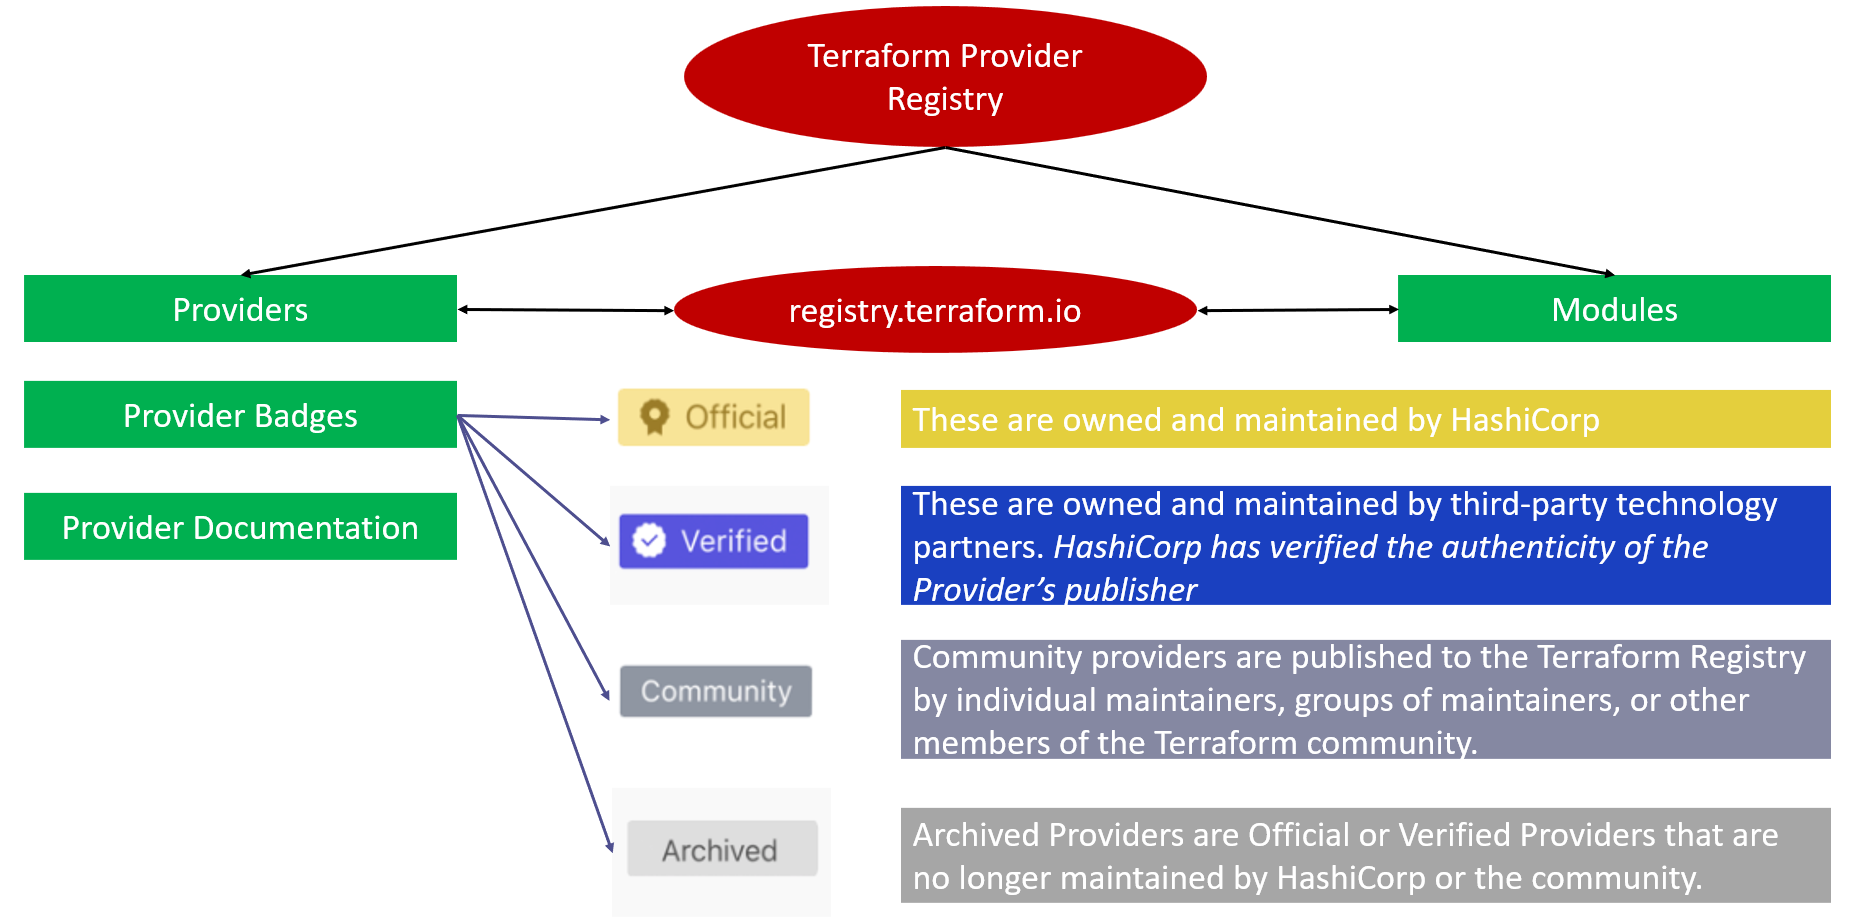 Terraform Provider
Registry
Providers
registry.terraform.io
Modules
Provider Badges
Official
These are owned and maintained by HashiCorp
Provider Documentation
Verified
These are owned and maintained by third-party technology
partners. HashiCorp has verified the authenticity of the
Provider’s publisher
Community
Community providers are published to the Terraform Registry
by individual maintainers, groups of maintainers, or other
members of the Terraform community.
Archived
Archived Providers are Official or Verified Providers that are
no longer maintained by HashiCorp or the community.